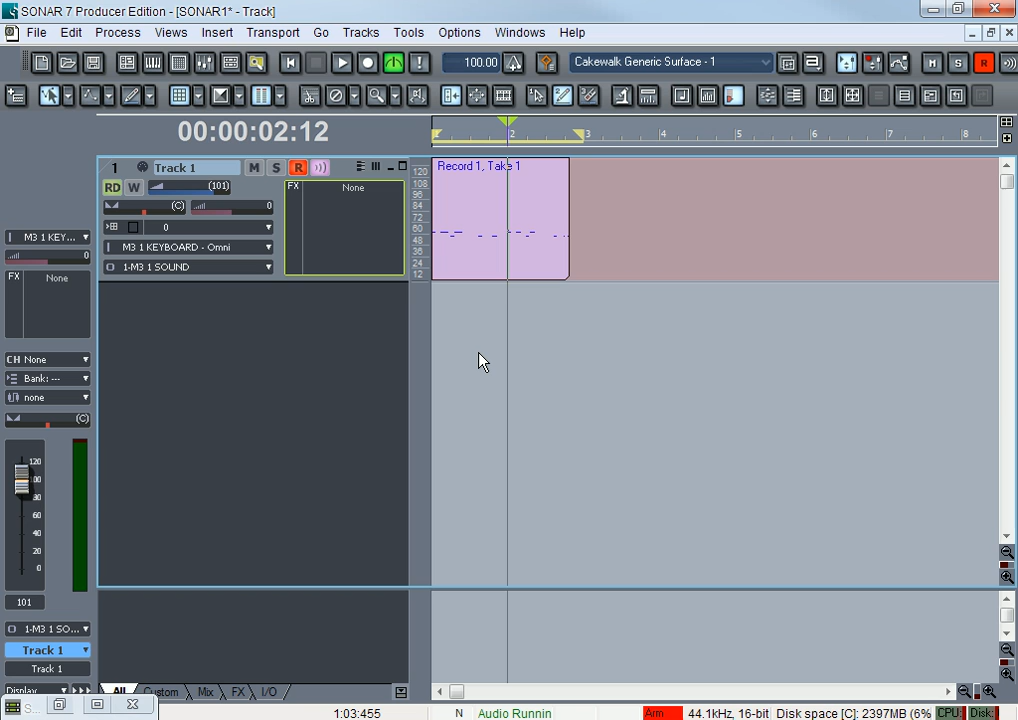 SONAR 7 Producer Edition - [SONAR1* - Track]
File Edit Process Views Insert Transport Go Tracks Tools Options Windows Help
100.00 Cakewalk Generic Surface - 1 M S R
00:00:02:12
2 3 4 5 6 7 8
1 Track 1 M S R
Record 1, Take 1
RD W (101)
FX None
(C) 0
0
M3 1 KEYBOARD - Omni
1-M3 1 SOUND
120
108
96
84
72
60
48
36
24
12
M3 1 KEY...
0
FX None
CH None
Bank: ---
none
(C)
120
100
80
60
40
20
0
101
1-M3 1 SO...
Track 1
Track 1
Display
All Custom Mix FX I/O
S...
1:03:455 N Audio Runnin Arm 44.1kHz, 16-bit Disk space [C]: 2397MB (6% CPU: Disk: